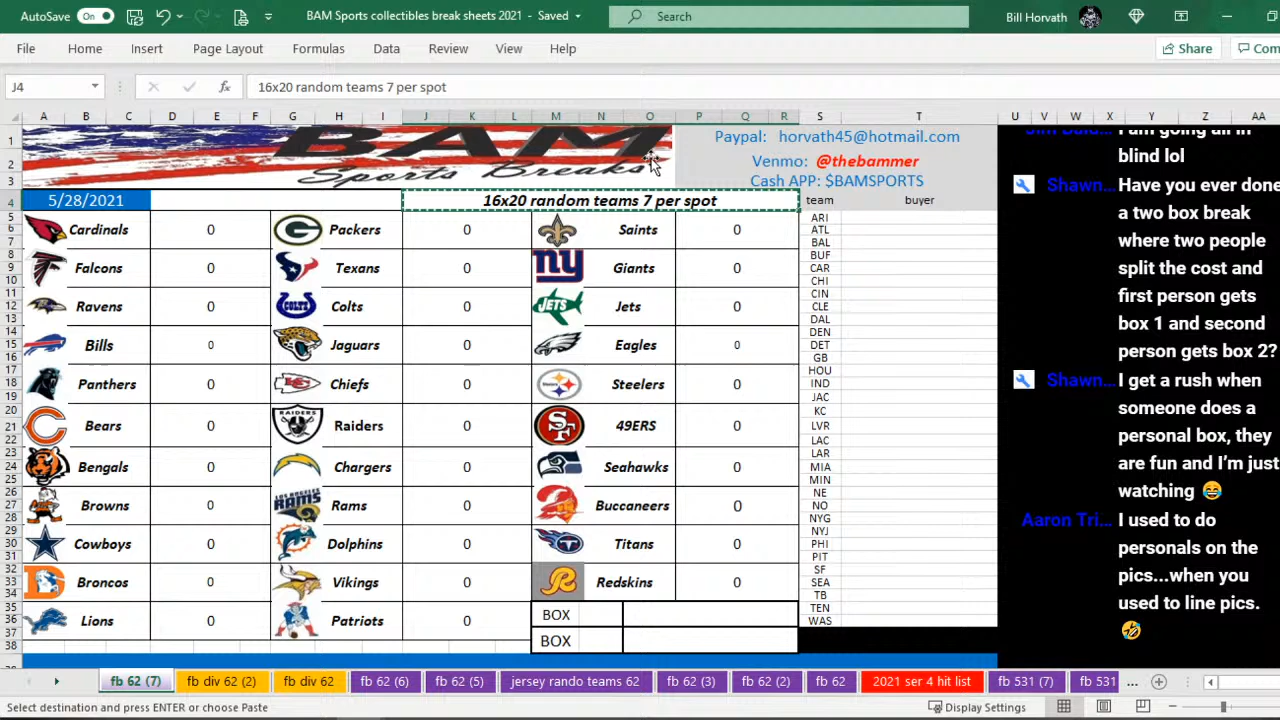 AutoSave On BAM Sports collectibles break sheets 2021 - Saved Search Bill Horvath
File Home Insert Page Layout Formulas Data Review View Help Share Com
J4 fx 16x20 random teams 7 per spot
A B C D E F G H I J K L M N O P Q R S T U V W X Y Z AA
BAM
Sports Breaks
Paypal: horvath45@hotmail.com
Venmo: @thebammer
Cash APP: $BAMSPORTS
5/28/2021 16x20 random teams 7 per spot team buyer
Cardinals 0 Packers 0 Saints 0
Falcons 0 Texans 0 Giants 0
Ravens 0 Colts 0 Jets 0
Bills 0 Jaguars 0 Eagles 0
Panthers 0 Chiefs 0 Steelers 0
Bears 0 Raiders 0 49ERS 0
Bengals 0 Chargers 0 Seahawks 0
Browns 0 Rams 0 Buccaneers 0
Cowboys 0 Dolphins 0 Titans 0
Broncos 0 Vikings 0 Redskins 0
Lions 0 Patriots 0 BOX
BOX
ARI
ATL
BAL
BUF
CAR
CHI
CIN
CLE
DAL
DEN
DET
GB
HOU
IND
JAC
KC
LVR
LAC
LAR
MIA
MIN
NE
NO
NYG
NYJ
PHI
PIT
SF
SEA
TB
TEN
WAS
I am going all in
blind lol
Shawn... Have you ever done
a two box break
where two people
split the cost and
first person gets
box 1 and second
person gets box 2?
Shawn... I get a rush when
someone does a
personal box, they
are fun and I'm just
watching 😂
Aaron Tri... I used to do
personals on the
pics...when you
used to line pics.
🤣
fb 62 (7) fb div 62 (2) fb div 62 fb 62 (6) fb 62 (5) jersey rando teams 62 fb 62 (3) fb 62 (2) fb 62 2021 ser 4 hit list fb 531 (7) fb 531 ...
Select destination and press ENTER or choose Paste Display Settings